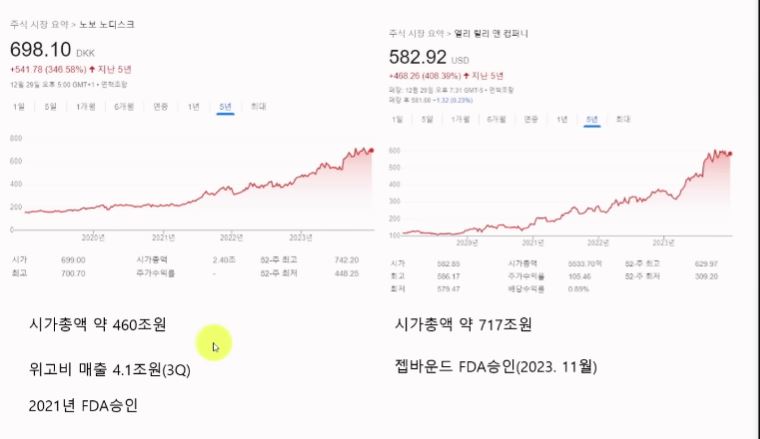 주식 시장 요약 > 노보 노디스크
698.10 DKK
+541.78 (346.58%) ↑ 지난 5년
12월 29일 오후 5:00 GMT+1 • 면책조항
1일 5일 1개월 6개월 연중 1년 5년 최대
800
600
400
200
0
2020년 2021년 2022년 2023년
시가 699.00 시가총액 2.40조 52-주 최고 742.20
최고 700.70 주가수익률 - 52-주 최저 448.25
시가총액 약 460조원
위고비 매출 4.1조원(3Q)
2021년 FDA승인
주식 시장 요약 > 일라이 릴리 앤 컴퍼니
582.92 USD
+468.26 (408.39%) ↑ 지난 5년
폐장: 12월 29일 오후 7:31 GMT-5 • 면책조항
폐장 후 581.60 −1.32 (0.23%)
1일 5일 1개월 6개월 연중 1년 5년 최대
600
500
400
300
200
100
2020년 2021년 2022년 2023년
시가 582.85 시가총액 5533.70억 52-주 최고 629.97
최고 586.17 주가수익률 105.46 52-주 최저 309.20
최저 579.47 배당수익률 0.89%
시가총액 약 717조원
젭바운드 FDA승인(2023. 11월)